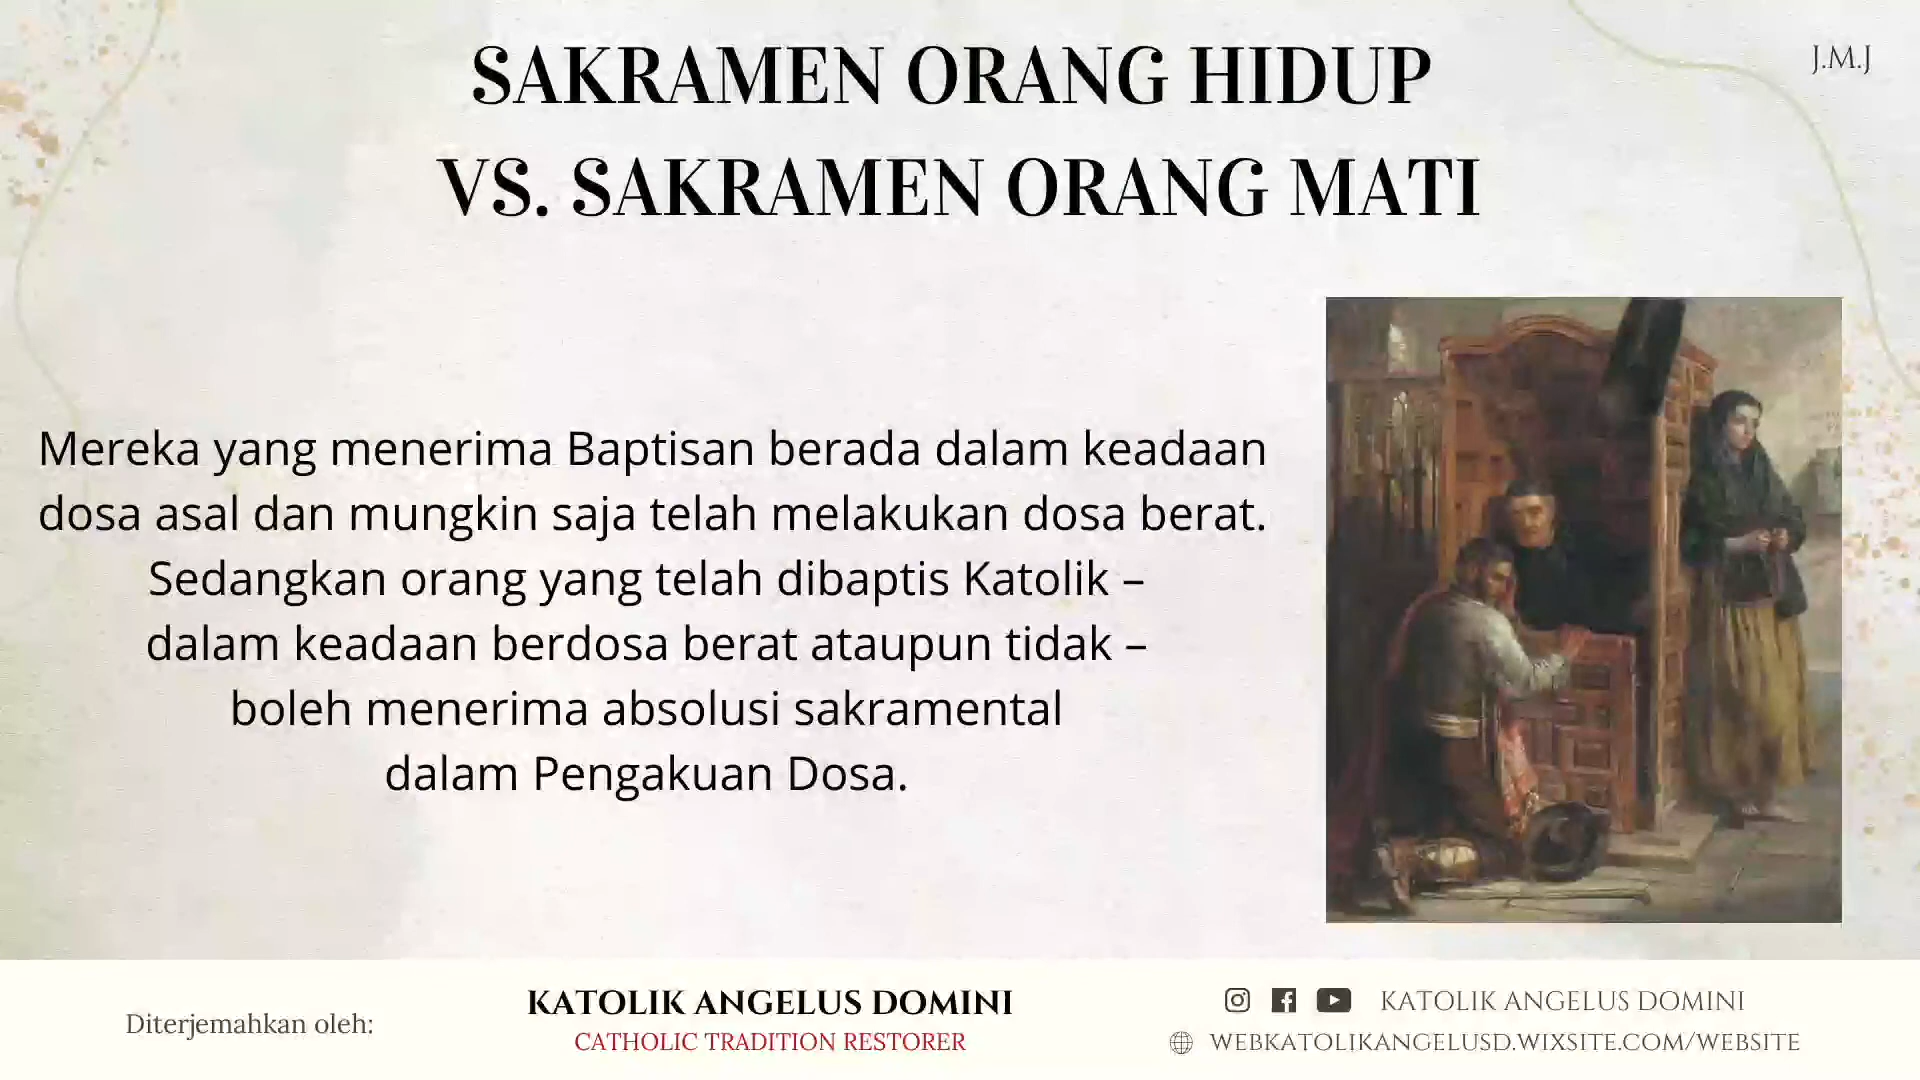 SAKRAMEN ORANG HIDUP
VS. SAKRAMEN ORANG MATI
J.M.J
Mereka yang menerima Baptisan berada dalam keadaan
dosa asal dan mungkin saja telah melakukan dosa berat.
Sedangkan orang yang telah dibaptis Katolik –
dalam keadaan berdosa berat ataupun tidak –
boleh menerima absolusi sakramental
dalam Pengakuan Dosa.
Diterjemahkan oleh:
KATOLIK ANGELUS DOMINI
CATHOLIC TRADITION RESTORER
KATOLIK ANGELUS DOMINI
WEBKATOLIKANGELUSD.WIXSITE.COM/WEBSITE